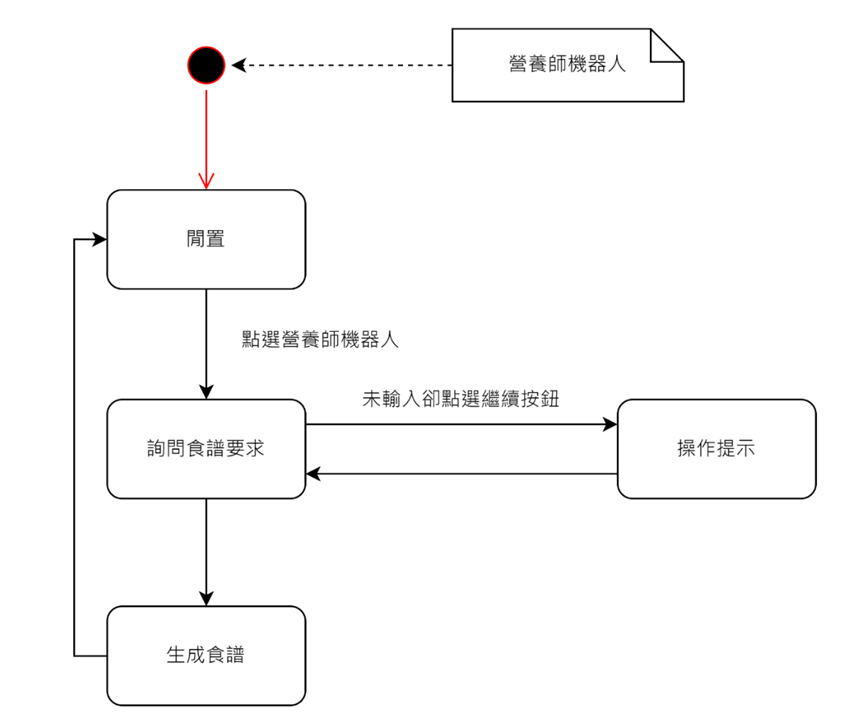 營養師機器人
閒置
點選營養師機器人
未輸入卻點選繼續按鈕
詢問食譜要求
操作提示
生成食譜